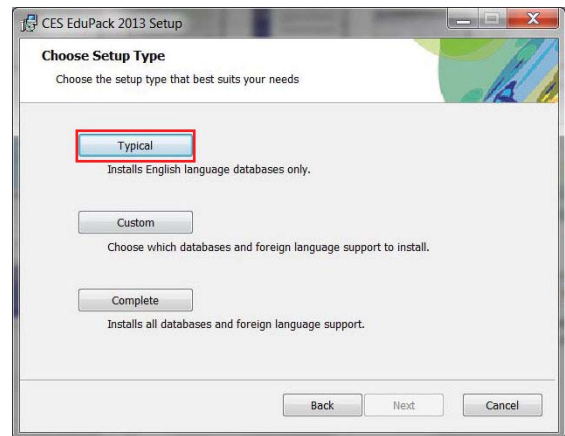 CES EduPack 2013 Setup
Choose Setup Type
Choose the setup type that best suits your needs
Typical
Installs English language databases only.
Custom
Choose which databases and foreign language support to install.
Complete
Installs all databases and foreign language support.
Back Next Cancel